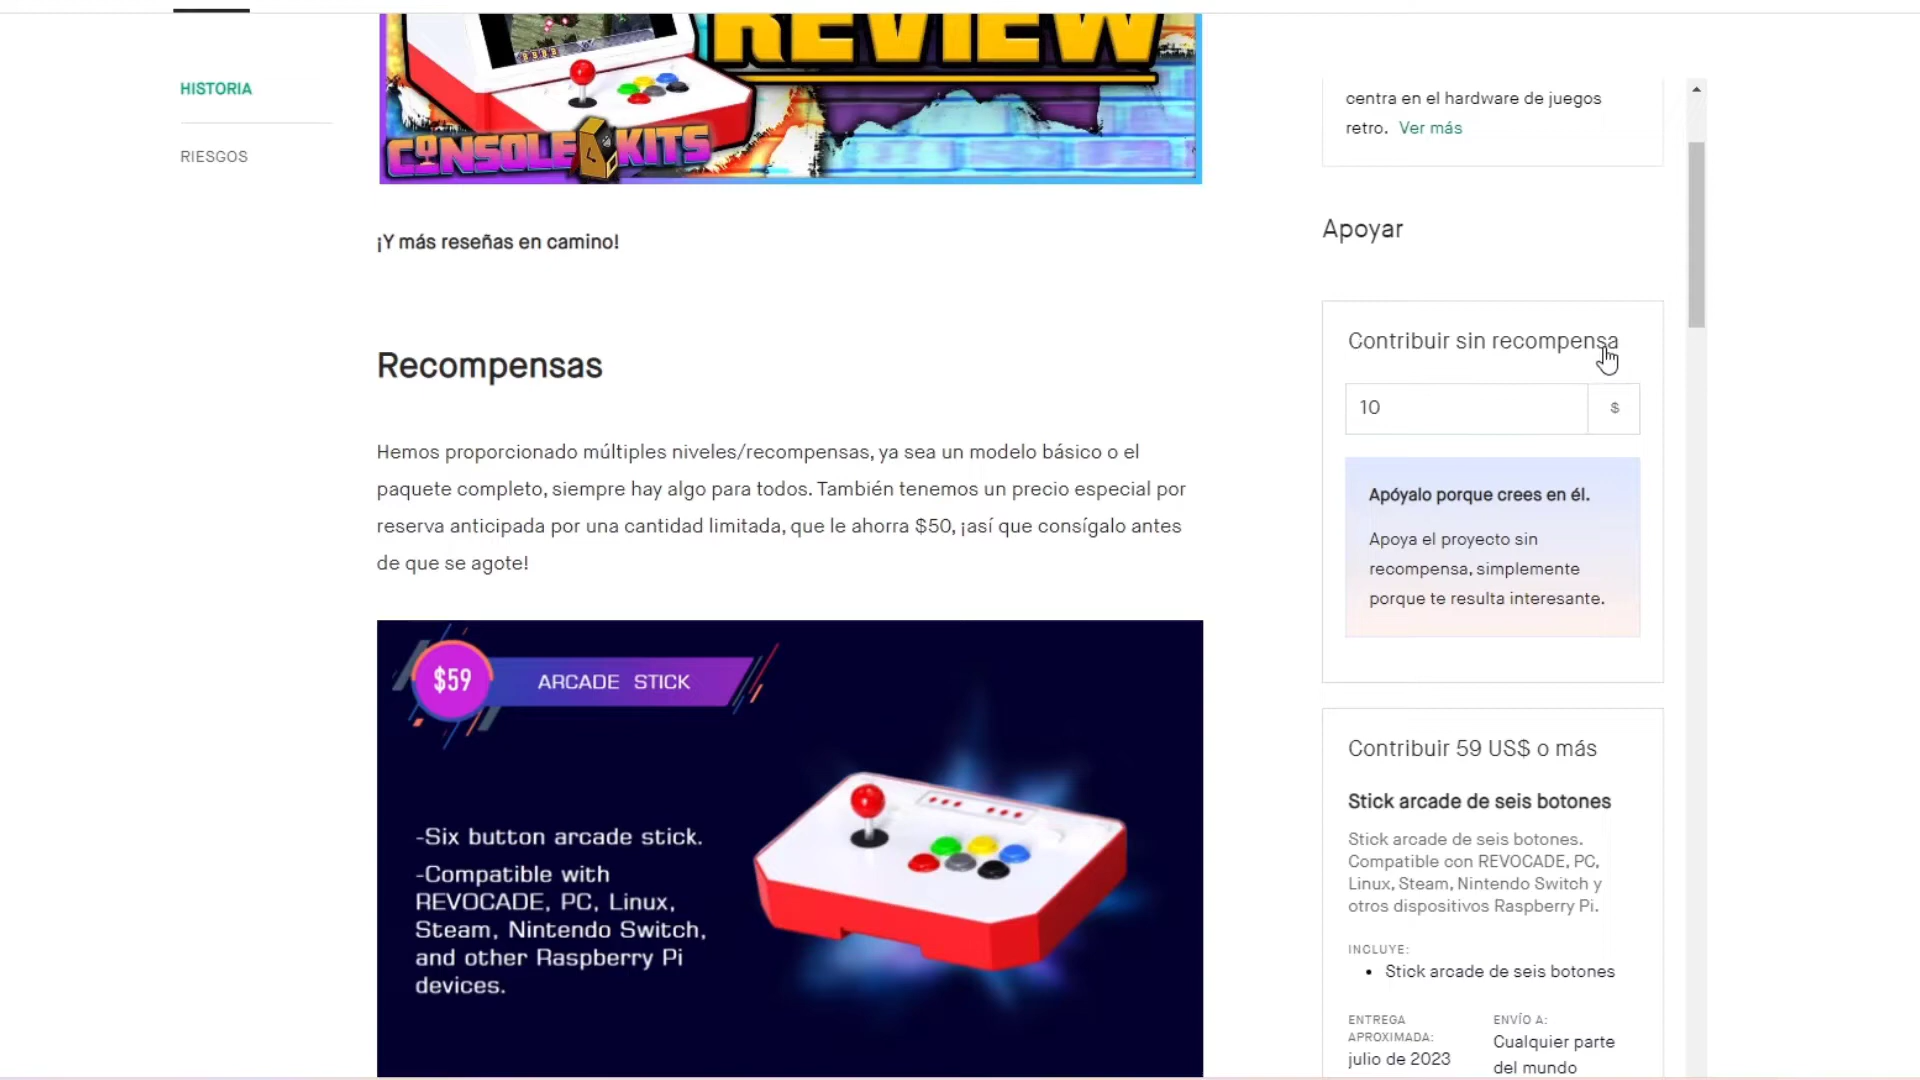 HISTORIA
RIESGOS
REVIEW
CONSOLE KITS
¡Y más reseñas en camino!
Recompensas
Hemos proporcionado múltiples niveles/recompensas, ya sea un modelo básico o el
paquete completo, siempre hay algo para todos. También tenemos un precio especial por
reserva anticipada por una cantidad limitada, que le ahorra $50, ¡así que consígalo antes
de que se agote!
$59
ARCADE STICK
-Six button arcade stick.
-Compatible with
REVOCADE, PC, Linux,
Steam, Nintendo Switch,
and other Raspberry Pi
devices.
centra en el hardware de juegos
retro. Ver más
Apoyar
Contribuir sin recompensa
10 $
Apóyalo porque crees en él.
Apoya el proyecto sin
recompensa, simplemente
porque te resulta interesante.
Contribuir 59 US$ o más
Stick arcade de seis botones
Stick arcade de seis botones.
Compatible con REVOCADE, PC,
Linux, Steam, Nintendo Switch y
otros dispositivos Raspberry Pi.
INCLUYE:
• Stick arcade de seis botones
ENTREGA
APROXIMADA:
julio de 2023
ENVÍO A:
Cualquier parte
del mundo